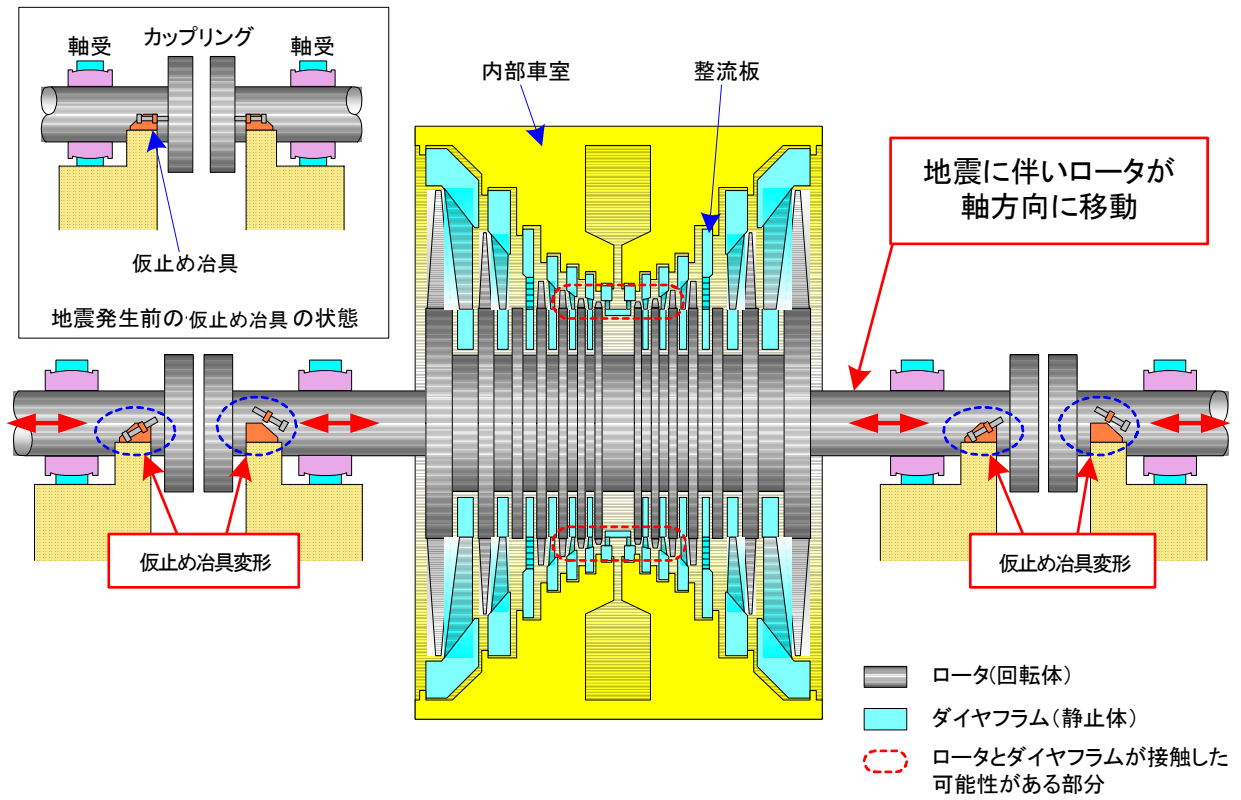 軸受
カップリング
軸受
仮止め冶具
地震発生前の仮止め冶具の状態
内部車室
整流板
地震に伴いロータが
軸方向に移動
仮止め冶具変形
仮止め冶具変形
ロータ(回転体)
ダイヤフラム(静止体)
ロータとダイヤフラムが接触した
可能性がある部分